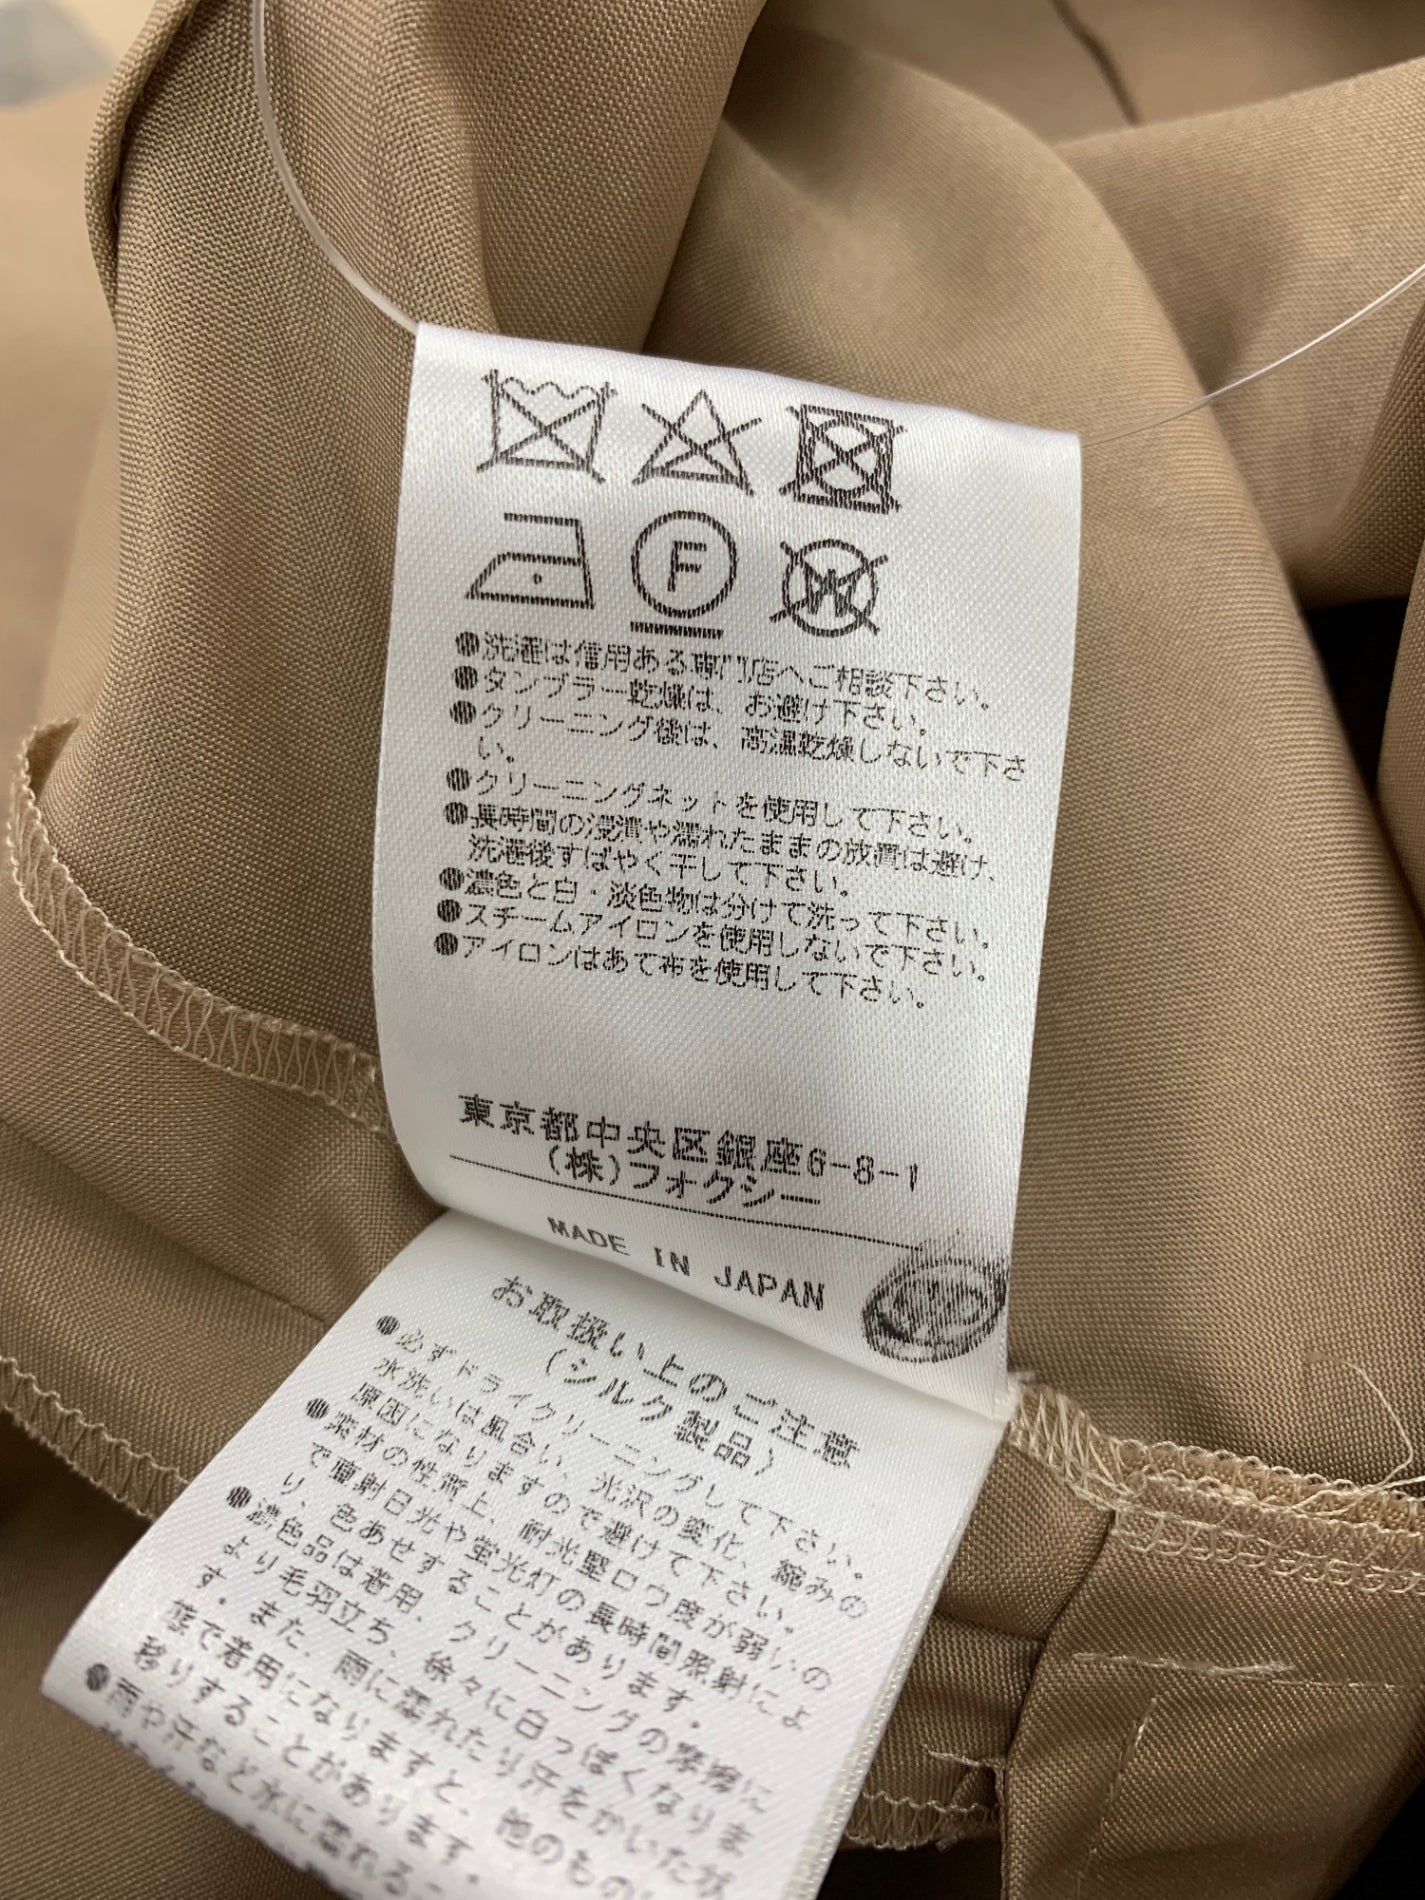 F
W
●洗濯は信用ある専門店へご相談下さい。
●タンブラー乾燥は、お避け下さい。
●クリーニング後は、高温乾燥しないで下さ
い。
●クリーニングネットを使用して下さい。
●長時間の浸漬や濡れたままの放置は避け、
洗濯後すばやく干して下さい。
●濃色と白・淡色物は分けて洗って下さい。
●スチームアイロンを使用しないで下さい。
●アイロンはあて布を使用して下さい。
東京都中央区銀座6-8-1
(株)フォクシー
MADE IN JAPAN
お取扱い上のご注意
(シルク製品)
●必ずドライクリーニングして下さい。
水洗いは風合い、光沢の変化、縮みの
原因になりますので避けて下さい。
●素材の性質上、耐光堅ロウ度が弱いの
で直射日光や蛍光灯の長時間照射によ
り、色あせすることがあります。
●濃色品は着用、クリーニングの摩擦に
より毛羽立ち、徐々に白っぽくなりま
す。また、雨に濡れたり汗をかいた状
態で着用になりますと、他のもの
移りすることがあります。
●雨や汗など水に濡れるこ